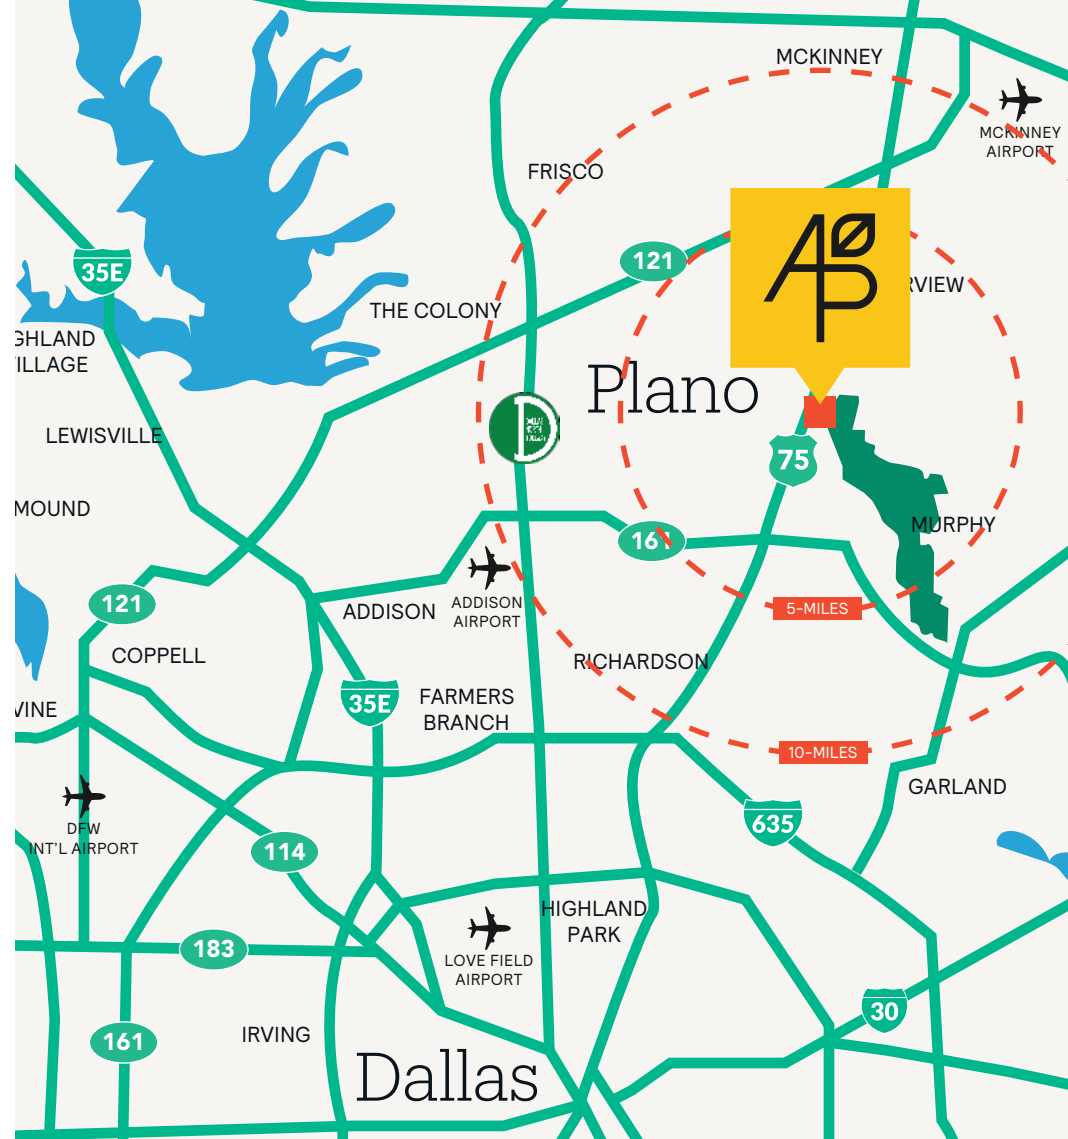 MCKINNEY
MCKINNEY
AIRPORT
FRISCO
35E
121
RVIEW
THE COLONY
GHLAND
ILLAGE
Plano
AP
LEWISVILLE
75
MOUND
MURPHY
161
121
ADDISON
ADDISON
AIRPORT
5-MILES
COPPELL
RICHARDSON
35E
FARMERS
BRANCH
VINE
10-MILES
GARLAND
DFW
INT'L AIRPORT
635
114
HIGHLAND
PARK
183
LOVE FIELD
AIRPORT
30
161
IRVING
Dallas